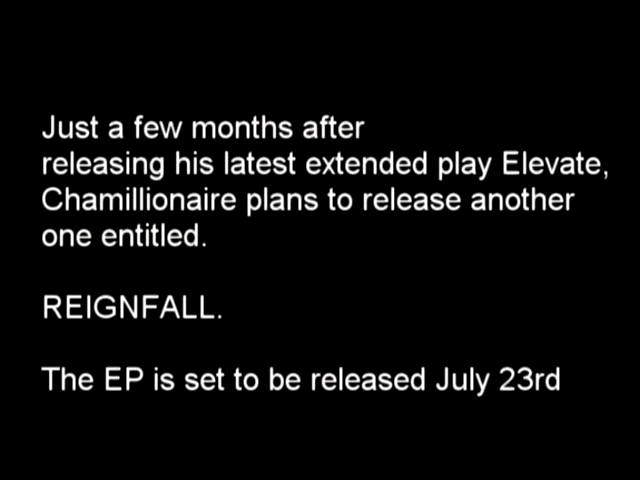 Just a few months after
releasing his latest extended play Elevate,
Chamillionaire plans to release another
one entitled.
REIGNFALL.
The EP is set to be released July 23rd